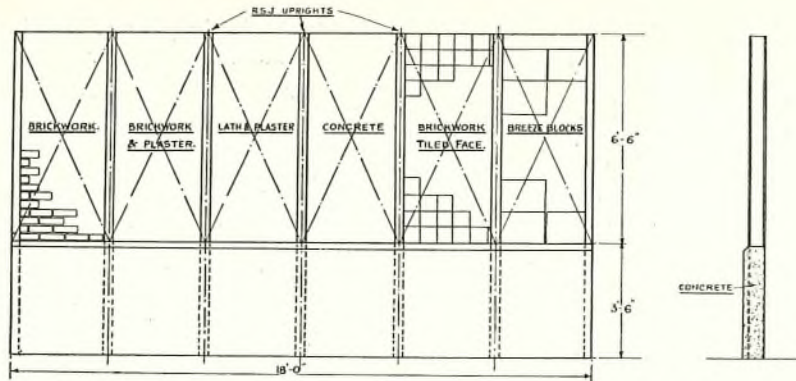 R.S.J UPRIGHTS
BRICKWORK.
BRICKWORK
& PLASTER.
LATH & PLASTER
CONCRETE
BRICKWORK
TILED FACE.
BREEZE BLOCKS
6'-6"
3'-6"
18'-0"
CONCRETE